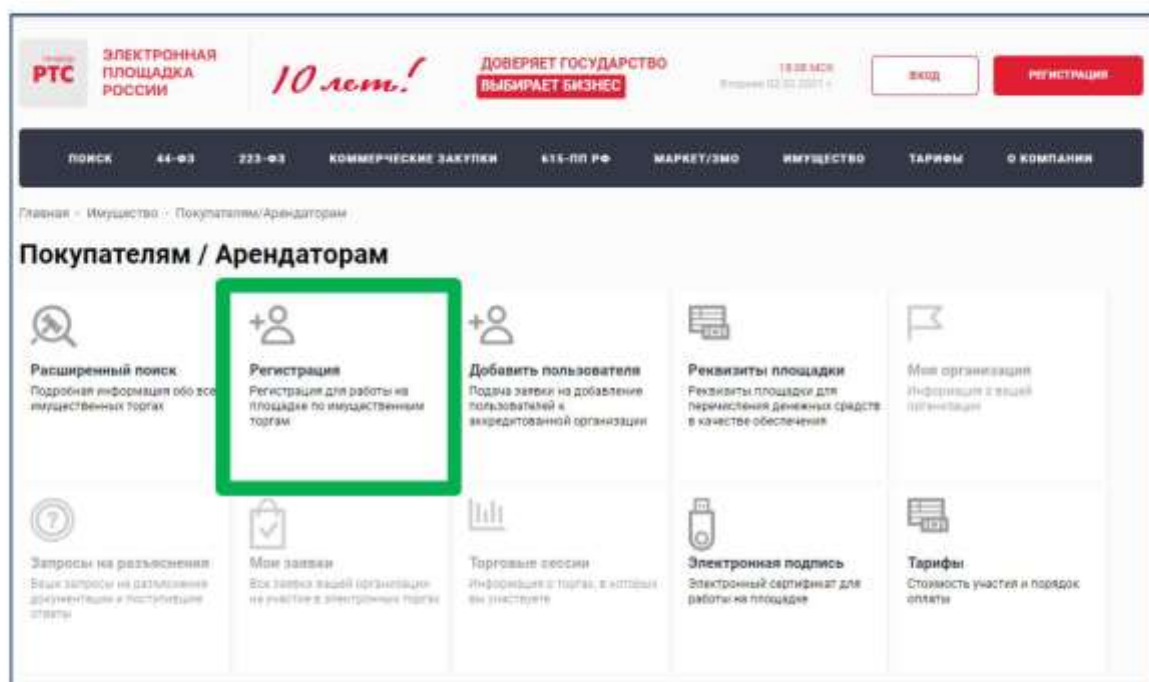 РТС
ЭЛЕКТРОННАЯ
ПЛОЩАДКА
РОССИИ
10 лет!
ДОВЕРЯЕТ ГОСУДАРСТВО
ВЫБИРАЕТ БИЗНЕС
ВХОД
РЕГИСТРАЦИЯ
ПОИСК 44-ФЗ 223-ФЗ КОММЕРЧЕСКИЕ ЗАКУПКИ 615-ПП РФ МАРКЕТ/ЗМО ИМУЩЕСТВО ТАРИФЫ О КОМПАНИИ
Главная - Имущество - Покупателям/Арендаторам
Покупателям / Арендаторам
Расширенный поиск
Подробная информация обо все
имущественных торгах
Регистрация
Регистрация для работы на
площадке по имущественным
торгам
Добавить пользователя
Подача заявки на добавление
пользователей к
аккредитованной организации
Реквизиты площадки
Реквизиты площадки для
перечисления денежных средств
в качестве обеспечения
Моя организация
Информация о вашей
организации
Запросы на разъяснения
Ваши запросы на разъяснения
документации и поступившие
ответы
Мои заявки
Все заявки вашей организации
на участие в электронных торгах
Торговые сессии
Информация о торгах, в которых
вы участвуете
Электронная подпись
Электронный сертификат для
работы на площадке
Тарифы
Стоимость участия и порядок
оплаты